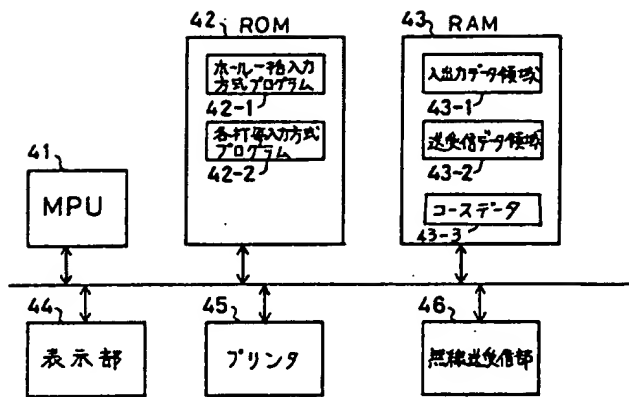 42 ROM
ホール一括入力
方式プログラム
42-1
各打毎入力方式
プログラム
42-2
43 RAM
入出力データ領域
43-1
送受信データ領域
43-2
コースデータ
43-3
41
MPU
44
表示部
45
プリンタ
46
無線送受信部